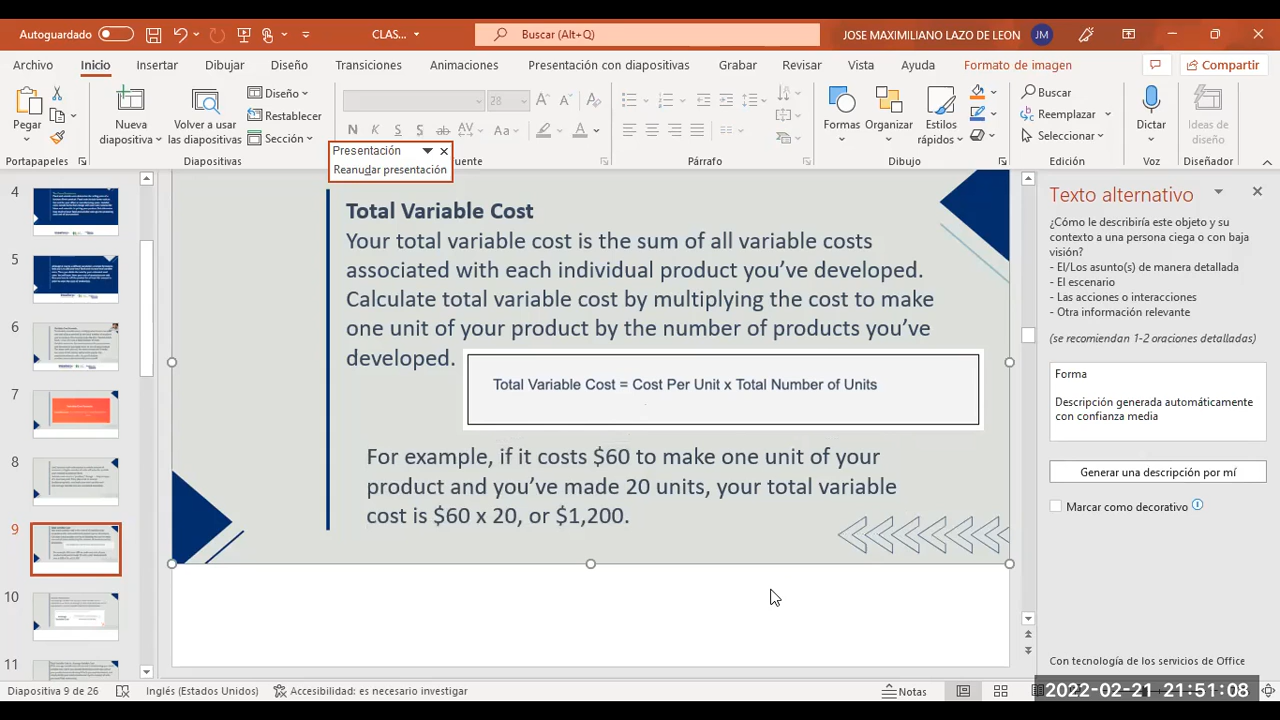 Autoguardado
CLAS...
Buscar (Alt+Q)
JOSE MAXIMILIANO LAZO DE LEON
JM
Archivo
Inicio
Insertar
Dibujar
Diseño
Transiciones
Animaciones
Presentación con diapositivas
Grabar
Revisar
Vista
Ayuda
Formato de imagen
Compartir
Pegar
Nueva
diapositiva
Volver a usar
las diapositivas
Diseño
Restablecer
Sección
28
N K S S ab AV Aa A
Formas
Organizar
Estilos
rápidos
Buscar
Reemplazar
Seleccionar
Dictar
Ideas de
diseño
Portapapeles
Diapositivas
uente
Párrafo
Dibujo
Edición
Voz
Diseñador
Presentación
Reanudar presentación
4
5
6
7
8
9
10
11
Total Variable Cost
Your total variable cost is the sum of all variable costs
associated with each individual product you've developed.
Calculate total variable cost by multiplying the cost to make
one unit of your product by the number of products you've
developed.
Total Variable Cost = Cost Per Unit x Total Number of Units
For example, if it costs $60 to make one unit of your
product and you've made 20 units, your total variable
cost is $60 x 20, or $1,200.
Texto alternativo
¿Cómo le describiría este objeto y su
contexto a una persona ciega o con baja
visión?
- El/Los asunto(s) de manera detallada
- El escenario
- Las acciones o interacciones
- Otra información relevante
(se recomiendan 1-2 oraciones detalladas)
Forma
Descripción generada automáticamente
con confianza media
Generar una descripción por mí
Marcar como decorativo
Con tecnología de los servicios de Office
Diapositiva 9 de 26
Inglés (Estados Unidos)
Accesibilidad: es necesario investigar
Notas
2022-02-21 21:51:08